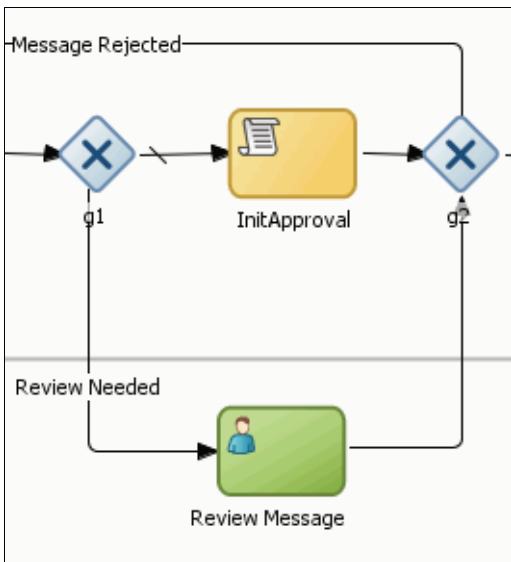 Message Rejected
g1
InitApproval
g2
Review Needed
Review Message